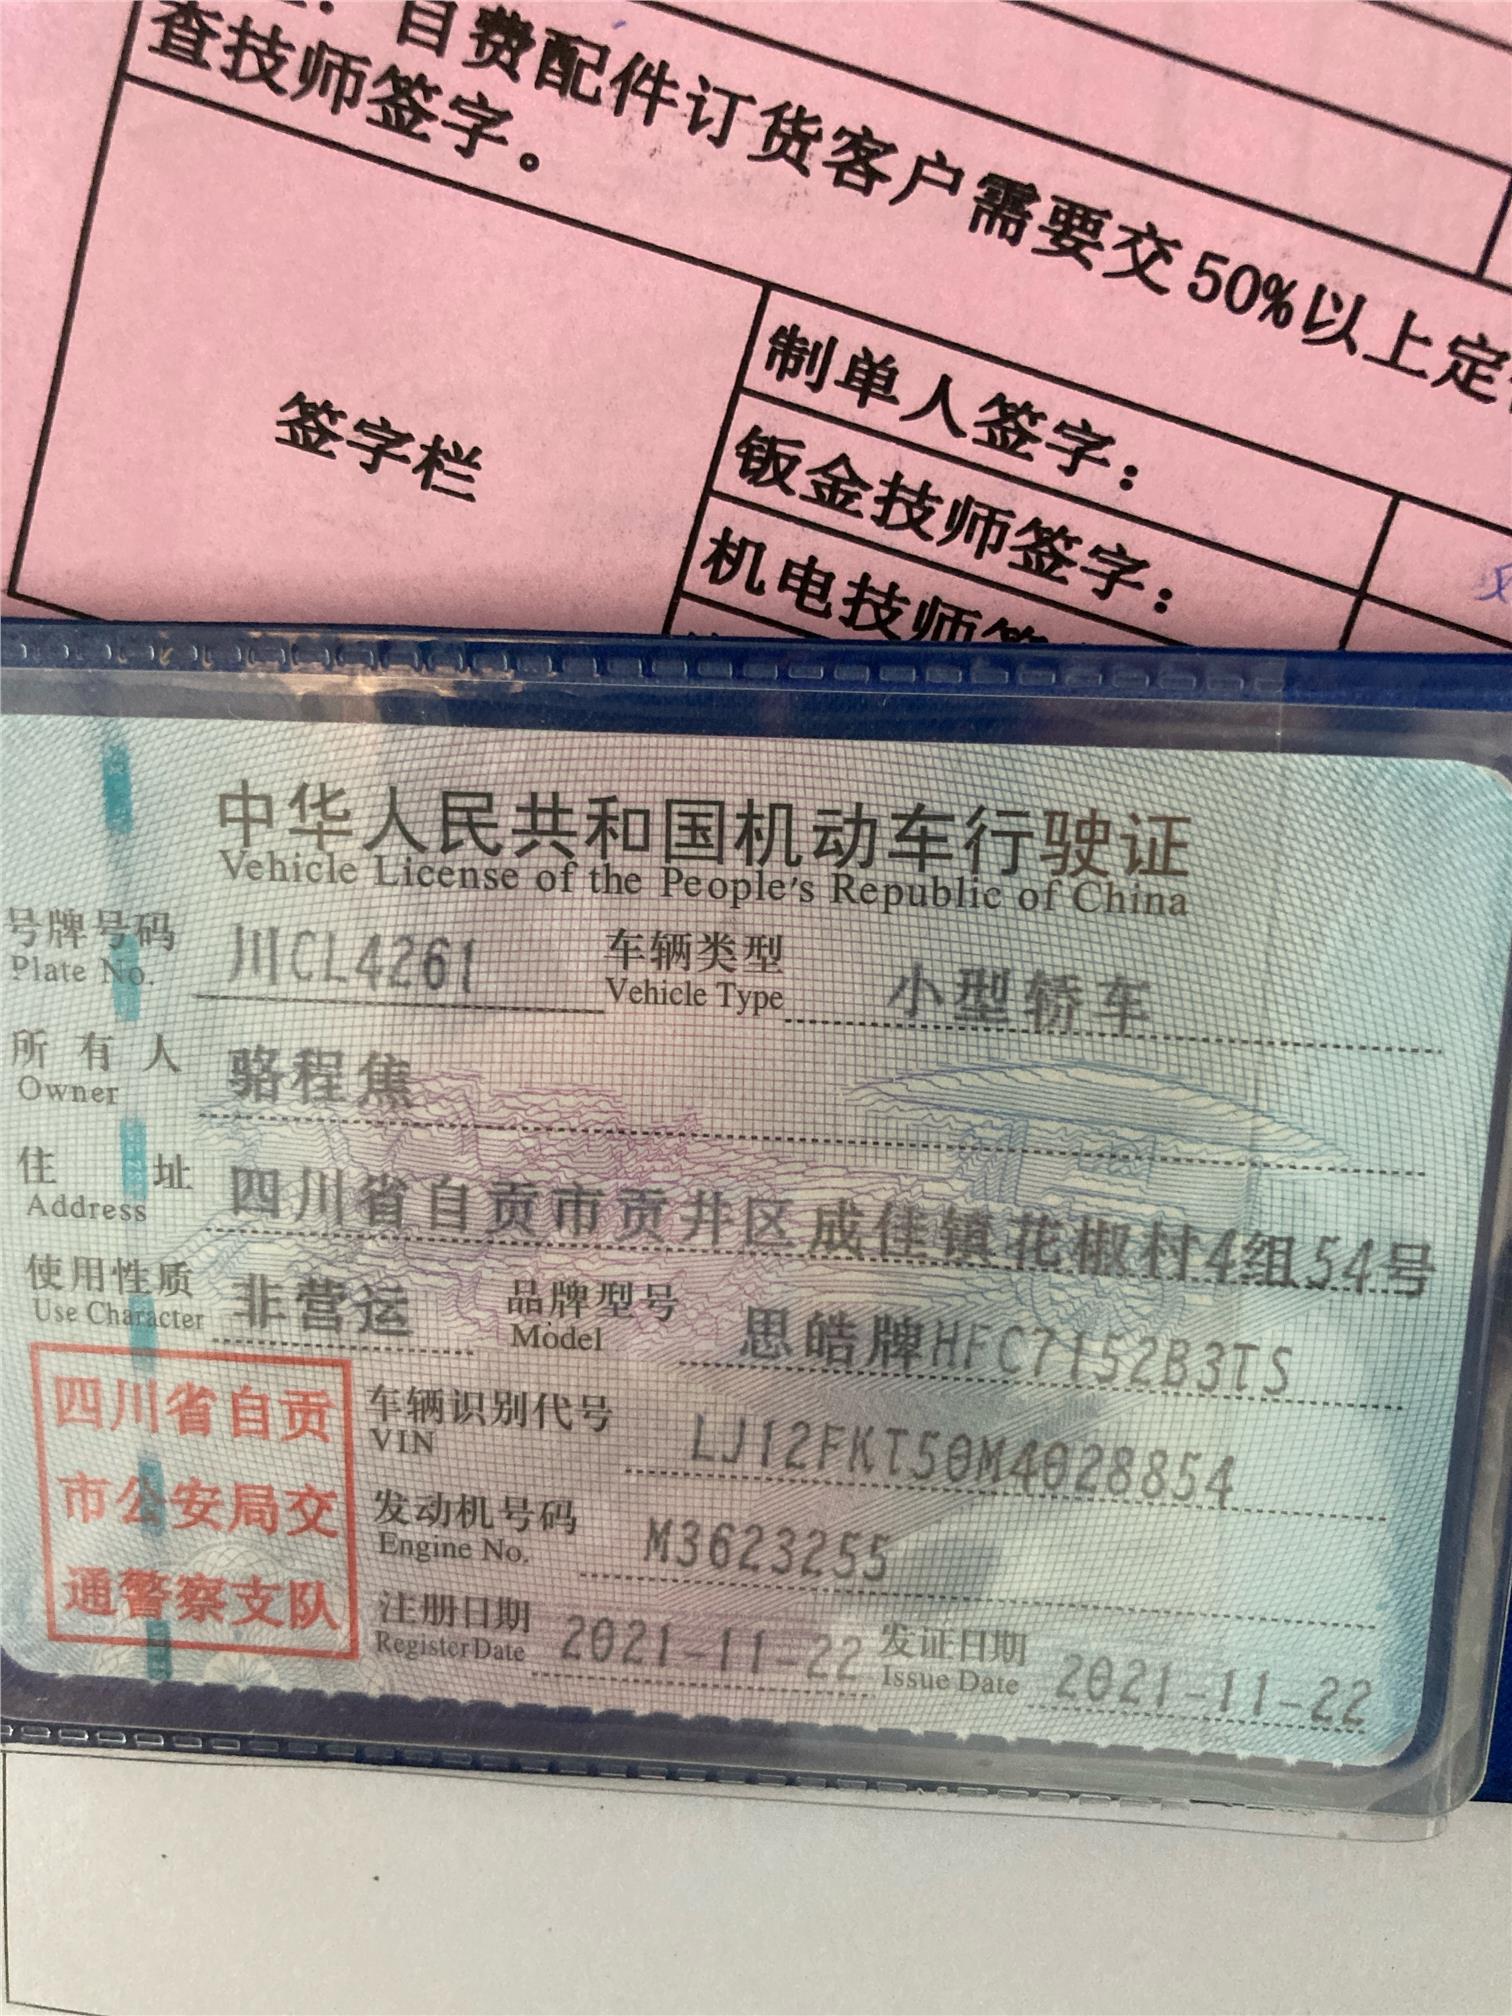 自费配件订货客户需要交50%以上定
查技师签字。
签字栏
制单人签字：
钣金技师签字：
机电技师签
中华人民共和国机动车行驶证
Vehicle License of the People's Republic of China
号牌号码 川CL4261 车辆类型 小型轿车
Plate No. Vehicle Type
所有人 骆程焦
Owner
住址 四川省自贡市贡井区成佳镇花椒村4组54号
Address
使用性质 非营运 品牌型号 思皓牌HFC7152B3TS
Use Character Model
四川省自贡
市公安局交
通警察支队
车辆识别代号 LJ12FKT50M4028854
VIN
发动机号码 M3623255
Engine No.
注册日期 2021-11-22 发证日期 2021-11-22
Register Date Issue Date